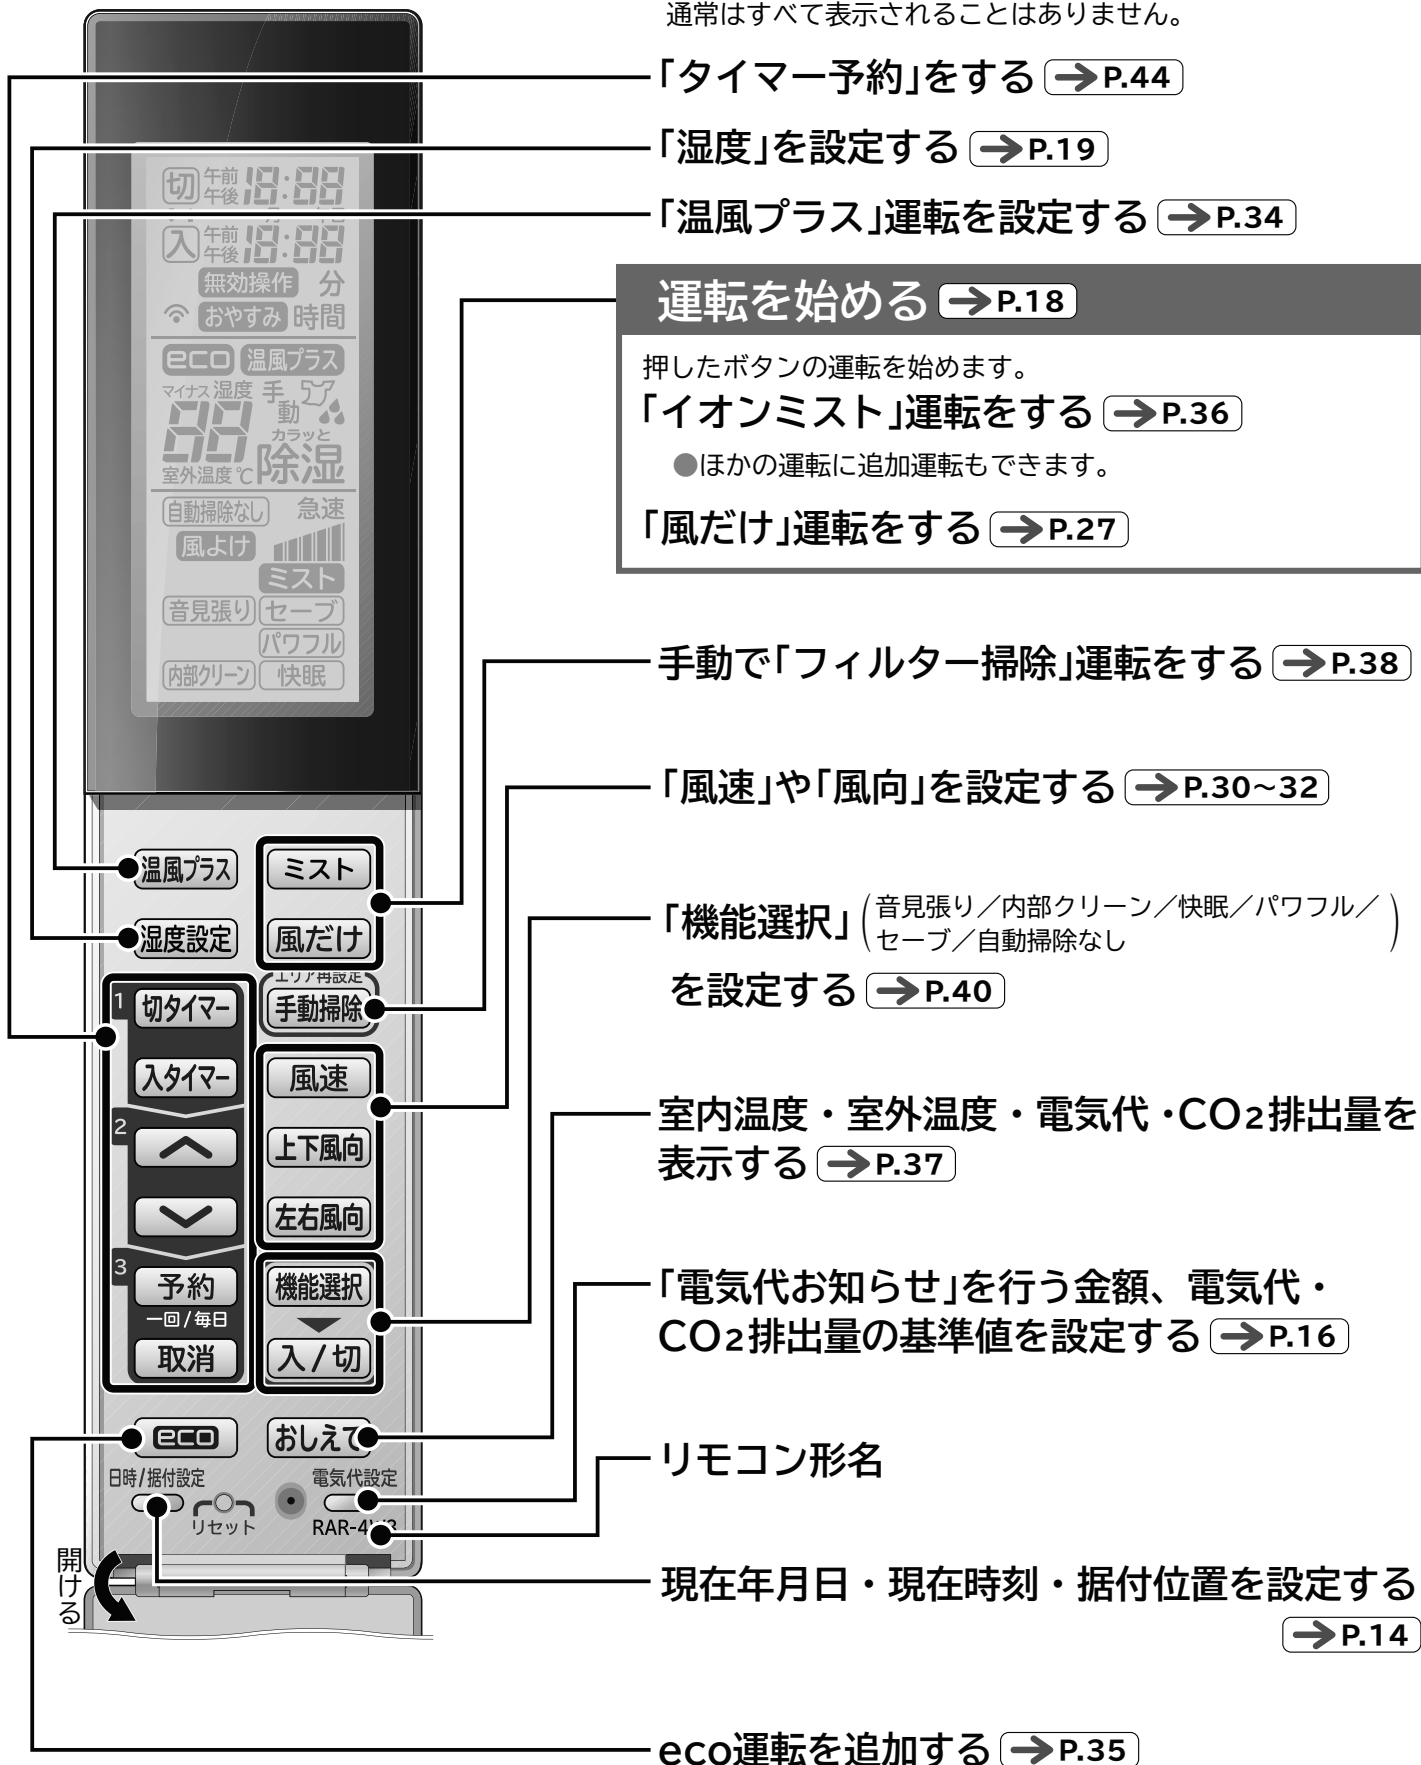 通常はすべて表示されることはありません。
「タイマー予約」をする ➔P.44
「湿度」を設定する ➔P.19
「温風プラス」運転を設定する ➔P.34
運転を始める ➔P.18
押したボタンの運転を始めます。
「イオンミスト」運転をする ➔P.36
●ほかの運転に追加運転もできます。
「風だけ」運転をする ➔P.27
手動で「フィルター掃除」運転をする ➔P.38
「風速」や「風向」を設定する ➔P.30～32
「機能選択」(音見張り／内部クリーン／快眠／パワフル／
セーブ／自動掃除なし)
を設定する ➔P.40
室内温度・室外温度・電気代・CO2排出量を
表示する ➔P.37
「電気代お知らせ」を行う金額、電気代・
CO2排出量の基準値を設定する ➔P.16
リモコン形名
現在年月日・現在時刻・据付位置を設定する
➔P.14
eco運転を追加する ➔P.35
切 午前 18:88
午後
入 午前 18:88
午後
無効操作 分
おやすみ 時間
eco 温風プラス
マイナス 湿度 手動
88 カラッと
室外温度 ℃ 除湿
自動掃除なし 急速
風よけ
ミスト
音見張り セーブ
パワフル
内部クリーン 快眠
温風プラス ミスト
湿度設定 風だけ
エリア再設定
1 切タイマー 手動掃除
入タイマー 風速
2 上下風向
左右風向
3 予約 機能選択
一回/毎日
取消 入/切
eco おしえて
日時/据付設定 電気代設定
リセット
開ける